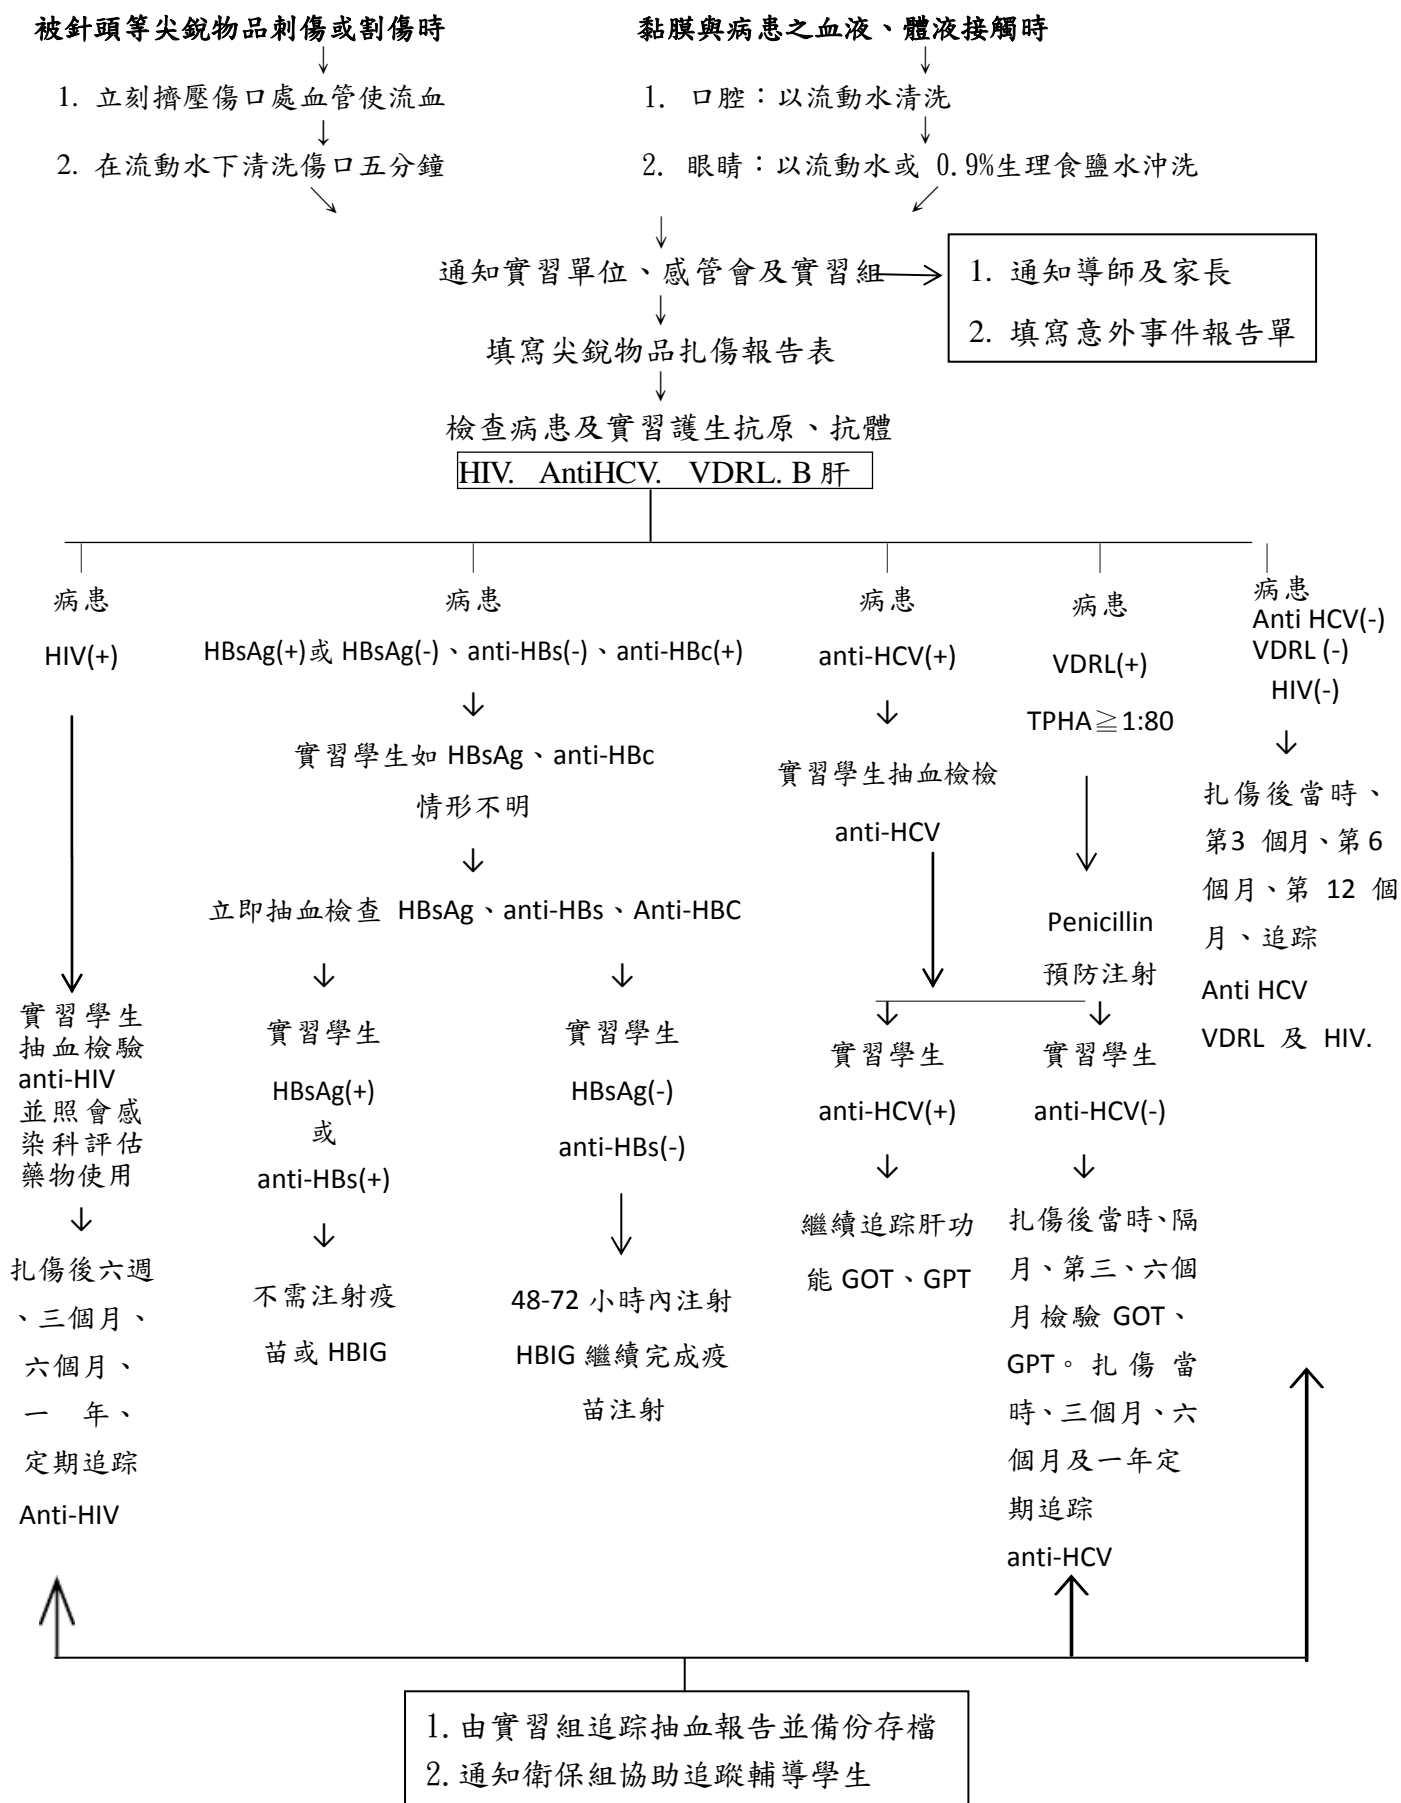 被針頭等尖銳物品刺傷或割傷時
1. 立刻擠壓傷口處血管使流血
2. 在流動水下清洗傷口五分鐘
黏膜與病患之血液、體液接觸時
1. 口腔：以流動水清洗
2. 眼睛：以流動水或 0.9%生理食鹽水沖洗
通知實習單位、感管會及實習組
1. 通知導師及家長
2. 填寫意外事件報告單
填寫尖銳物品扎傷報告表
檢查病患及實習護生抗原、抗體
HIV. AntiHCV. VDRL. B 肝
病患
HIV(+)
實習學生
抽血檢驗
anti-HIV
並照會感
染科評估
藥物使用
扎傷後六週
、三個月、
六個月、
一 年、
定期追踪
Anti-HIV
病患
HBsAg(+)或 HBsAg(-)、anti-HBs(-)、anti-HBc(+)
實習學生如 HBsAg、anti-HBc
情形不明
立即抽血檢查 HBsAg、anti-HBs、Anti-HBC
實習學生
HBsAg(+)
或
anti-HBs(+)
不需注射疫
苗或 HBIG
實習學生
HBsAg(-)
anti-HBs(-)
48-72 小時內注射
HBIG 繼續完成疫
苗注射
病患
anti-HCV(+)
實習學生抽血檢檢
anti-HCV
實習學生
anti-HCV(+)
繼續追踪肝功
能 GOT、GPT
病患
VDRL(+)
TPHA≧1:80
Penicillin
預防注射
實習學生
anti-HCV(-)
扎傷後當時、隔
月、第三、六個
月檢驗 GOT、
GPT。扎 傷 當
時、三個月、六
個月及一年定
期追踪
anti-HCV
病患
Anti HCV(-)
VDRL (-)
HIV(-)
扎傷後當時、
第3 個月、第 6
個月、第 12 個
月、追踪
Anti HCV
VDRL 及 HIV.
1. 由實習組追踪抽血報告並備份存檔
2. 通知衛保組協助追蹤輔導學生